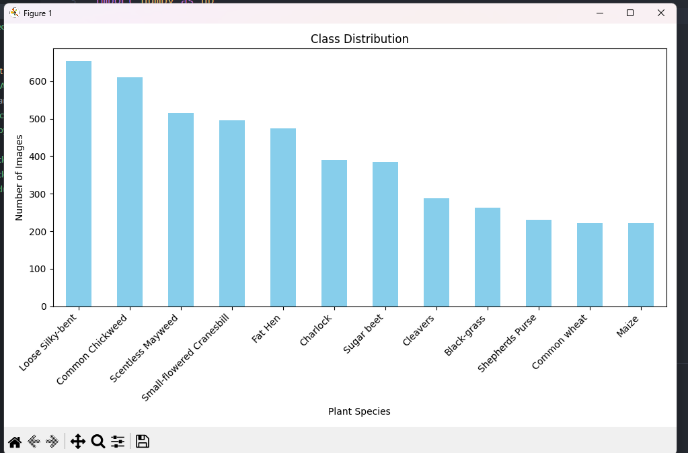 Figure 1
Class Distribution
Number of Images
600
500
400
300
200
100
0
Loose Silky-bent
Common Chickweed
Scentless Mayweed
Small-flowered Cranesbill
Fat Hen
Charlock
Sugar beet
Cleavers
Black-grass
Shepherds Purse
Common wheat
Maize
Plant Species